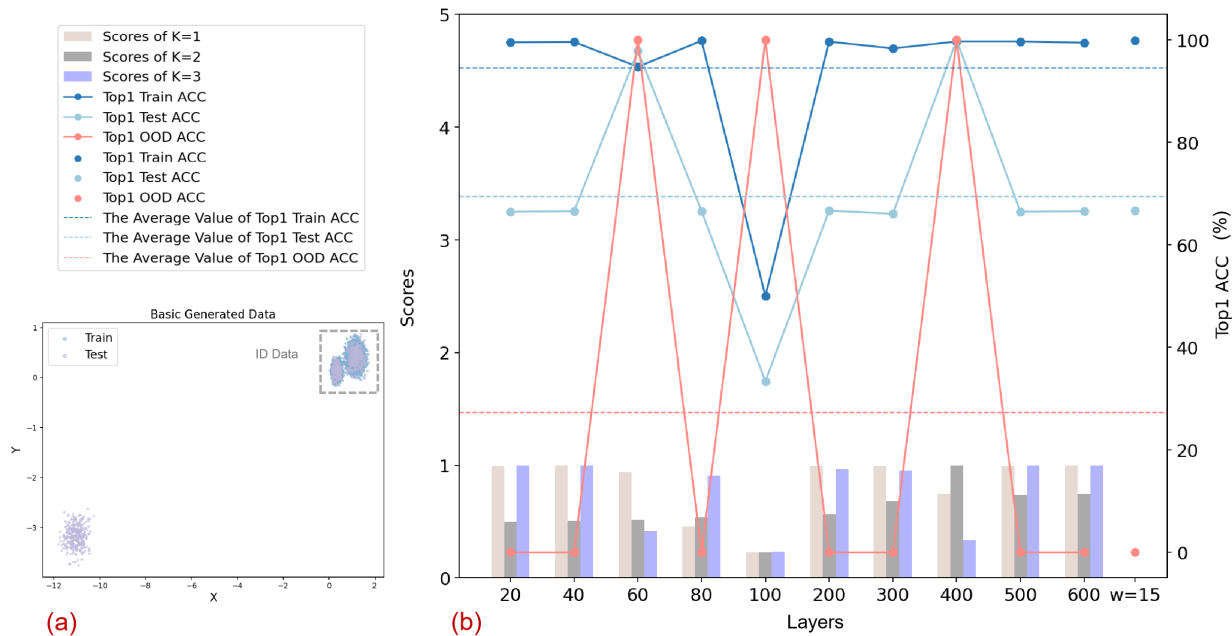 Scores of K=1
Scores of K=2
Scores of K=3
Top1 Train ACC
Top1 Test ACC
Top1 OOD ACC
Top1 Train ACC
Top1 Test ACC
Top1 OOD ACC
The Average Value of Top1 Train ACC
The Average Value of Top1 Test ACC
The Average Value of Top1 OOD ACC
Basic Generated Data
Train
Test
ID Data
Y
1
0
−1
−2
−3
−12 −10 −8 −6 −4 −2 0 2
X
(a)
Scores
5
4
3
2
1
0
20 40 60 80 100 200 300 400 500 600 w=15
Layers
100
80
60
40
20
0
Top1 ACC (%)
(b)